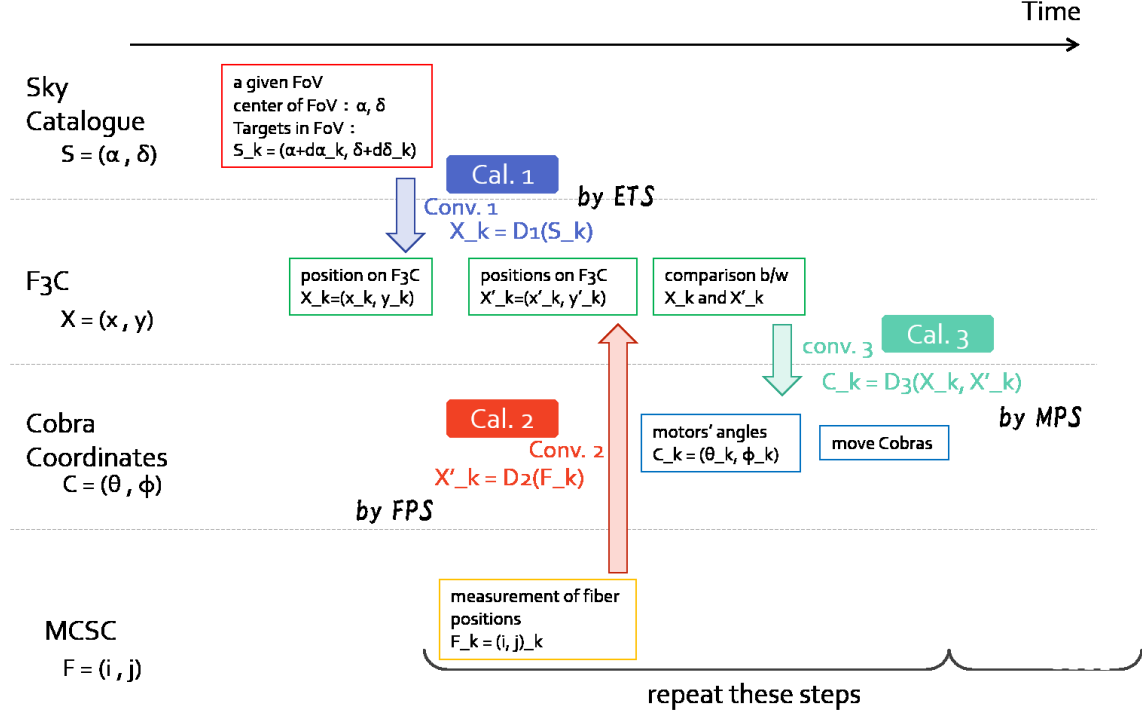 Time
Sky
Catalogue
S = (α , δ)
a given FoV
center of FoV : α, δ
Targets in FoV :
S_k = (α+dα_k, δ+dδ_k)
Cal. 1
by ETS
Conv. 1
X_k = D1(S_k)
F3C
X = (x , y)
position on F3C
X_k=(x_k, y_k)
positions on F3C
X'_k=(x'_k, y'_k)
comparison b/w
X_k and X'_k
Cal. 3
conv. 3
C_k = D3(X_k, X'_k)
by MPS
Cobra
Coordinates
C = (θ , ϕ)
Cal. 2
Conv. 2
X'_k = D2(F_k)
by FPS
motors' angles
C_k = (θ_k, ϕ_k)
move Cobras
MCSC
F = (i , j)
measurement of fiber
positions
F_k = (i, j)_k
repeat these steps